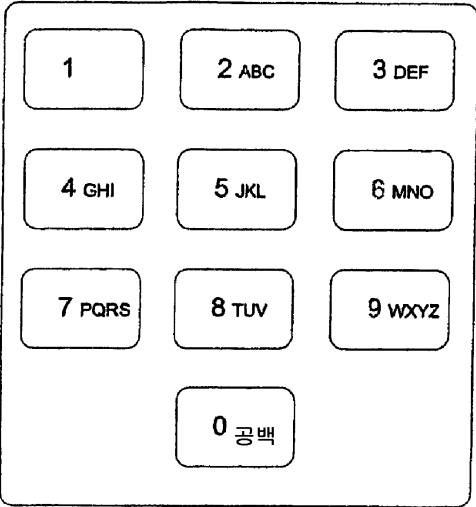 1 2 ABC 3 DEF
4 GHI 5 JKL 6 MNO
7 PQRS 8 TUV 9 WXYZ
0 공백